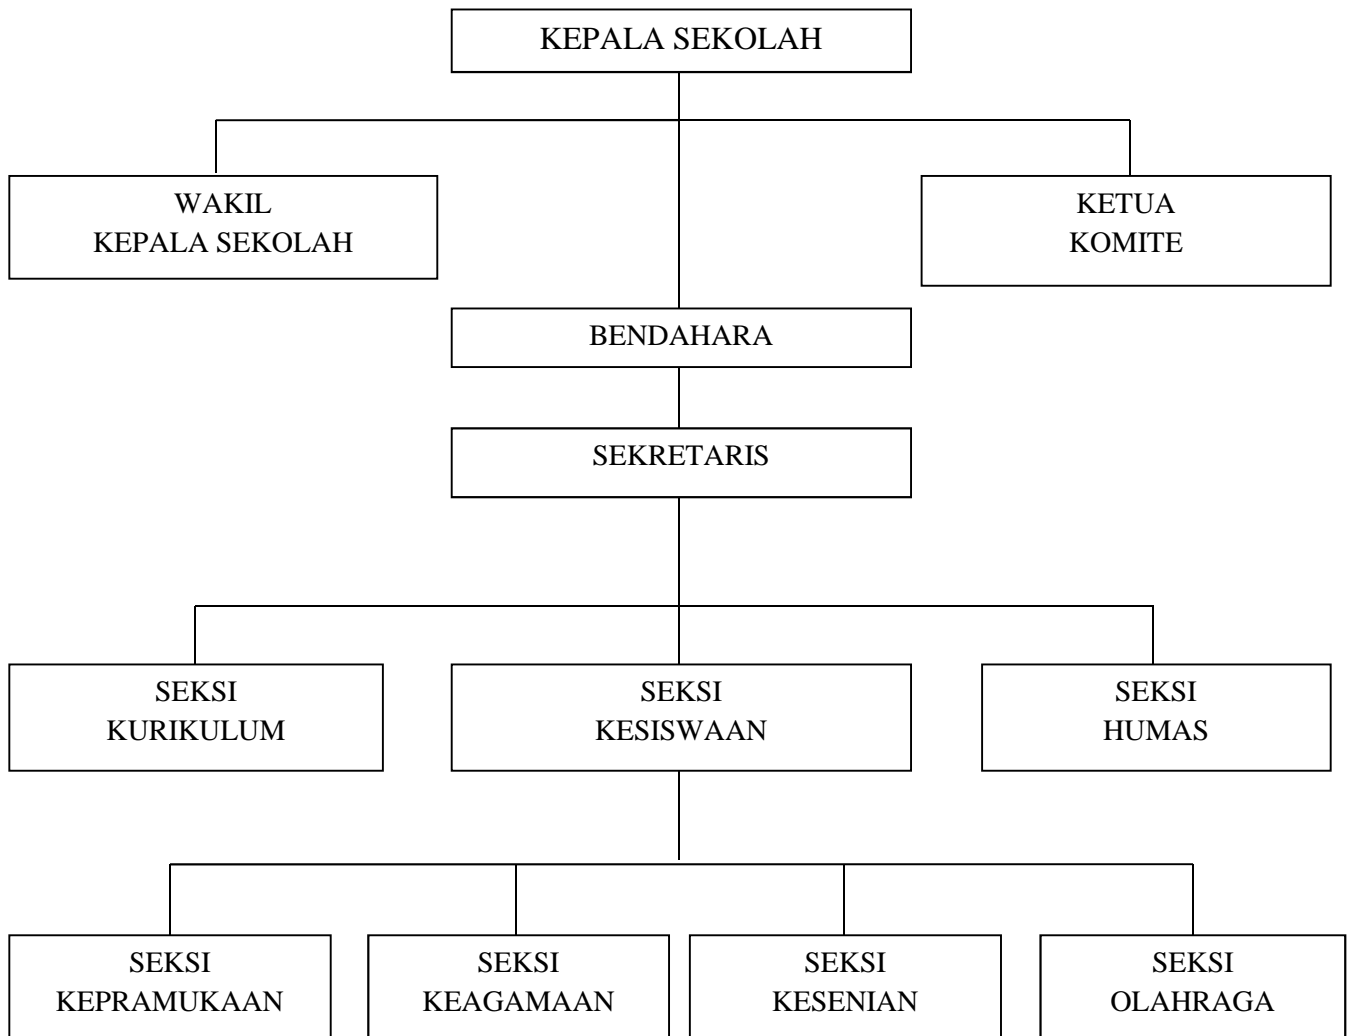 KEPALA SEKOLAH
WAKIL
KEPALA SEKOLAH
KETUA
KOMITE
BENDAHARA
SEKRETARIS
SEKSI
KURIKULUM
SEKSI
KESISWAAN
SEKSI
HUMAS
SEKSI
KEPRAMUKAAN
SEKSI
KEAGAMAAN
SEKSI
KESENIAN
SEKSI
OLAHRAGA